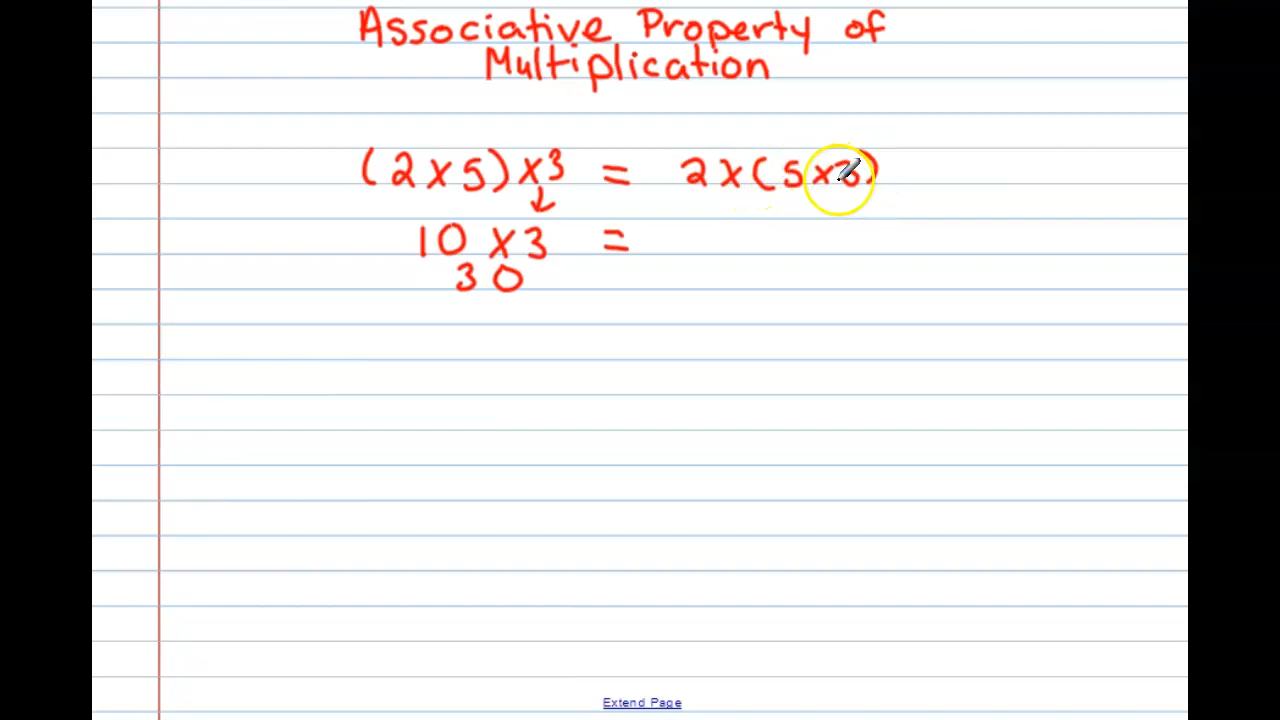 Associative Property of
Multiplication
(2 x 5) x 3 = 2 x (5 x 3)
↓
10 x 3 =
30
Extend Page